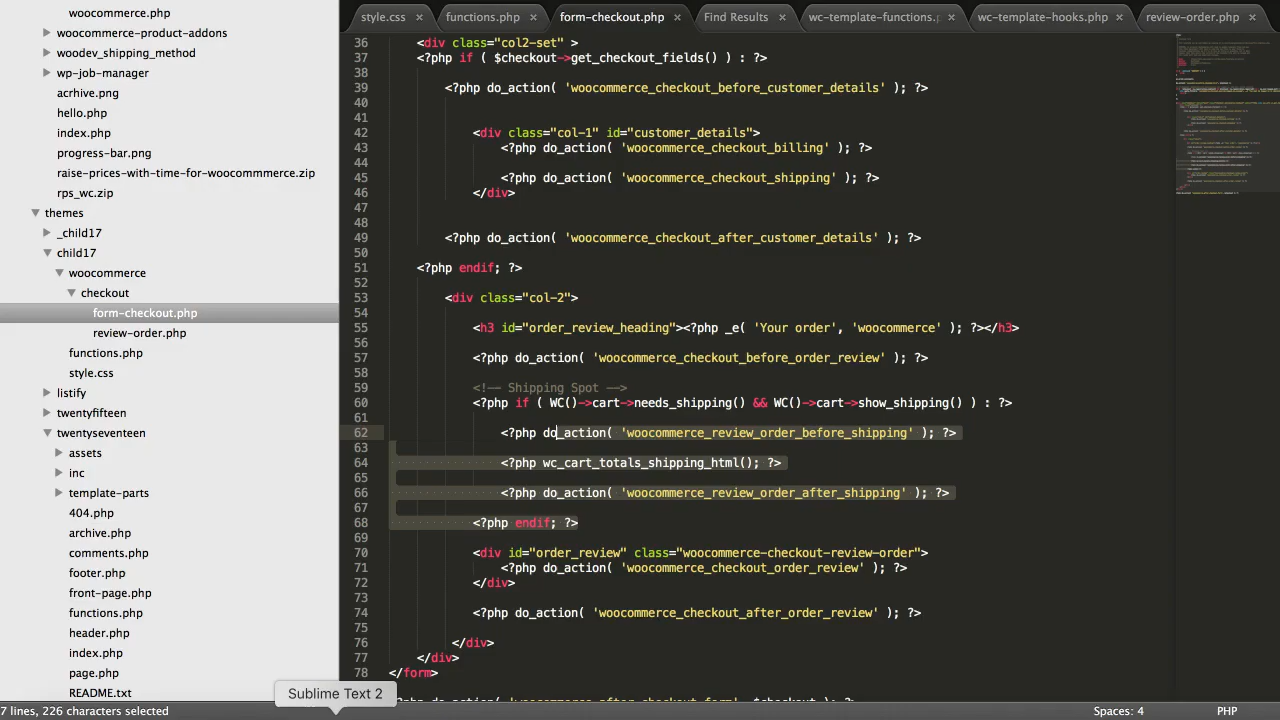 woocommerce.php
woocommerce-product-addons
woodev_shipping_method
wp-job-manager
acrhive.png
hello.php
index.php
progress-bar.png
raise-prices-with-time-for-woocommmerce.zip
rps_wc.zip
themes
_child17
child17
woocommerce
checkout
form-checkout.php
review-order.php
functions.php
style.css
listify
twentyfifteen
twentyseventeen
assets
inc
template-parts
404.php
archive.php
comments.php
footer.php
front-page.php
functions.php
header.php
index.php
page.php
README.txt
style.css × functions.php × form-checkout.php × Find Results × wc-template-functions.php × wc-template-hooks.php × review-order.php ×
36 <div class="col2-set" >
37 <?php if ( $checkout->get_checkout_fields() ) : ?>
38
39 <?php do_action( 'woocommerce_checkout_before_customer_details' ); ?>
40
41
42 <div class="col-1" id="customer_details">
43 <?php do_action( 'woocommerce_checkout_billing' ); ?>
44
45 <?php do_action( 'woocommerce_checkout_shipping' ); ?>
46 </div>
47
48
49 <?php do_action( 'woocommerce_checkout_after_customer_details' ); ?>
50
51 <?php endif; ?>
52
53 <div class="col-2">
54
55 <h3 id="order_review_heading"><?php _e( 'Your order', 'woocommerce' ); ?></h3>
56
57 <?php do_action( 'woocommerce_checkout_before_order_review' ); ?>
58
59 <!-- Shipping Spot -->
60 <?php if ( WC()->cart->needs_shipping() && WC()->cart->show_shipping() ) : ?>
61
62 <?php do_action( 'woocommerce_review_order_before_shipping' ); ?>
63
64 <?php wc_cart_totals_shipping_html(); ?>
65
66 <?php do_action( 'woocommerce_review_order_after_shipping' ); ?>
67
68 <?php endif; ?>
69
70 <div id="order_review" class="woocommerce-checkout-review-order">
71 <?php do_action( 'woocommerce_checkout_order_review' ); ?>
72 </div>
73
74 <?php do_action( 'woocommerce_checkout_after_order_review' ); ?>
75
76 </div>
77 </div>
78 </form>
<?php do_action( 'woocommerce_after_checkout_form', $checkout ); ?>
Sublime Text 2
7 lines, 226 characters selected
Spaces: 4
PHP